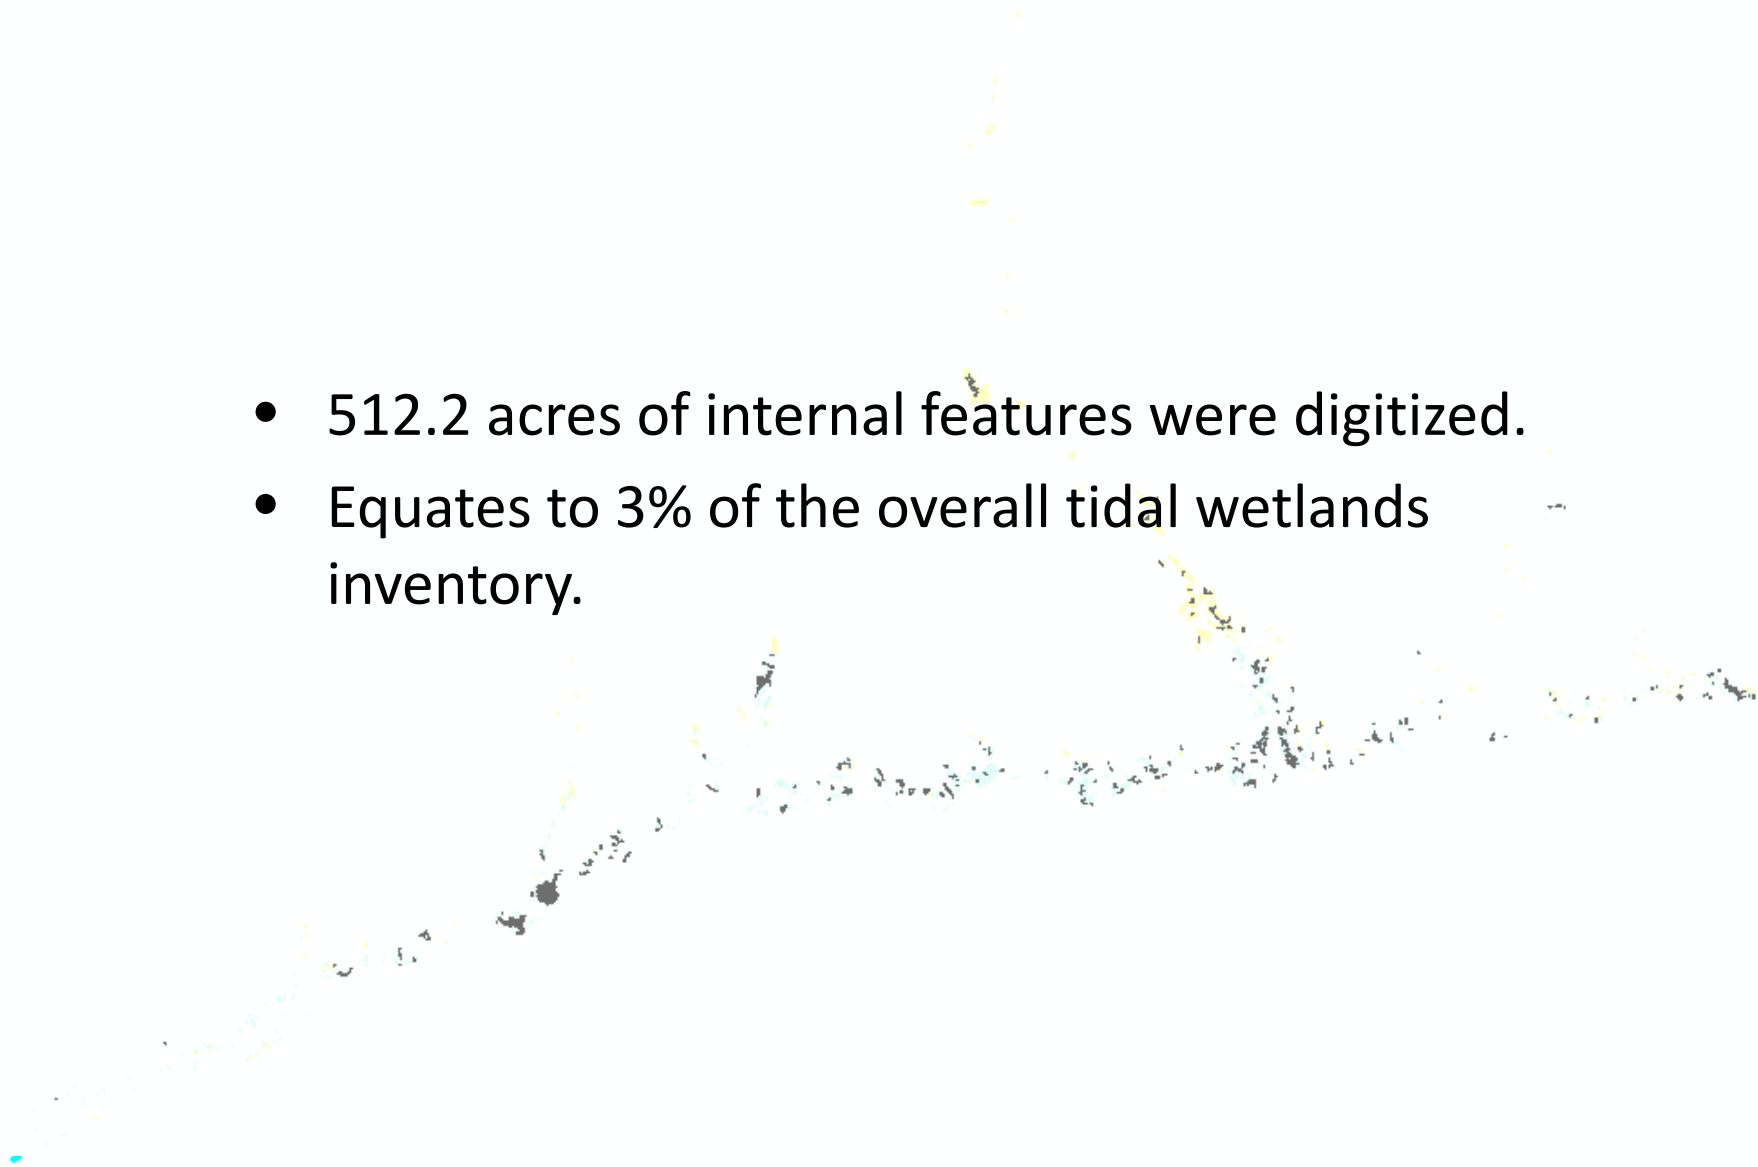 • 512.2 acres of internal features were digitized.
• Equates to 3% of the overall tidal wetlands
inventory.